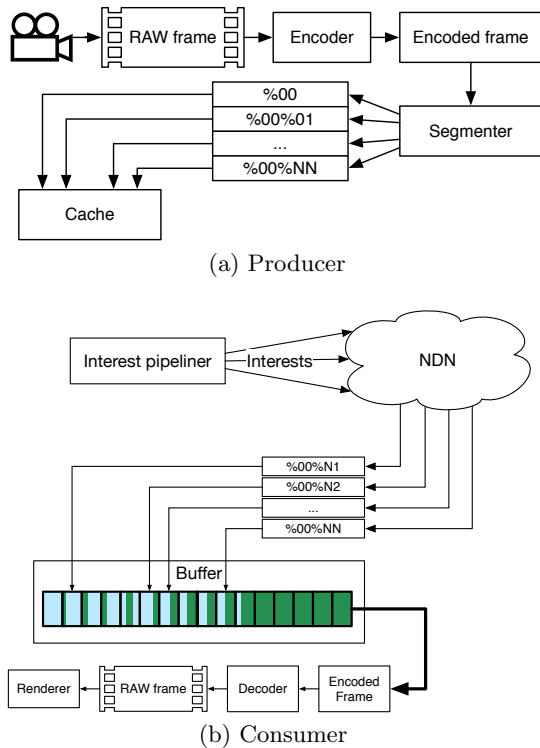 RAW frame
Encoder
Encoded frame
%00
%00%01
...
%00%NN
Segmenter
Cache
(a) Producer
Interest pipeliner
Interests
NDN
%00%N1
%00%N2
...
%00%NN
Buffer
Renderer
RAW frame
Decoder
Encoded
Frame
(b) Consumer